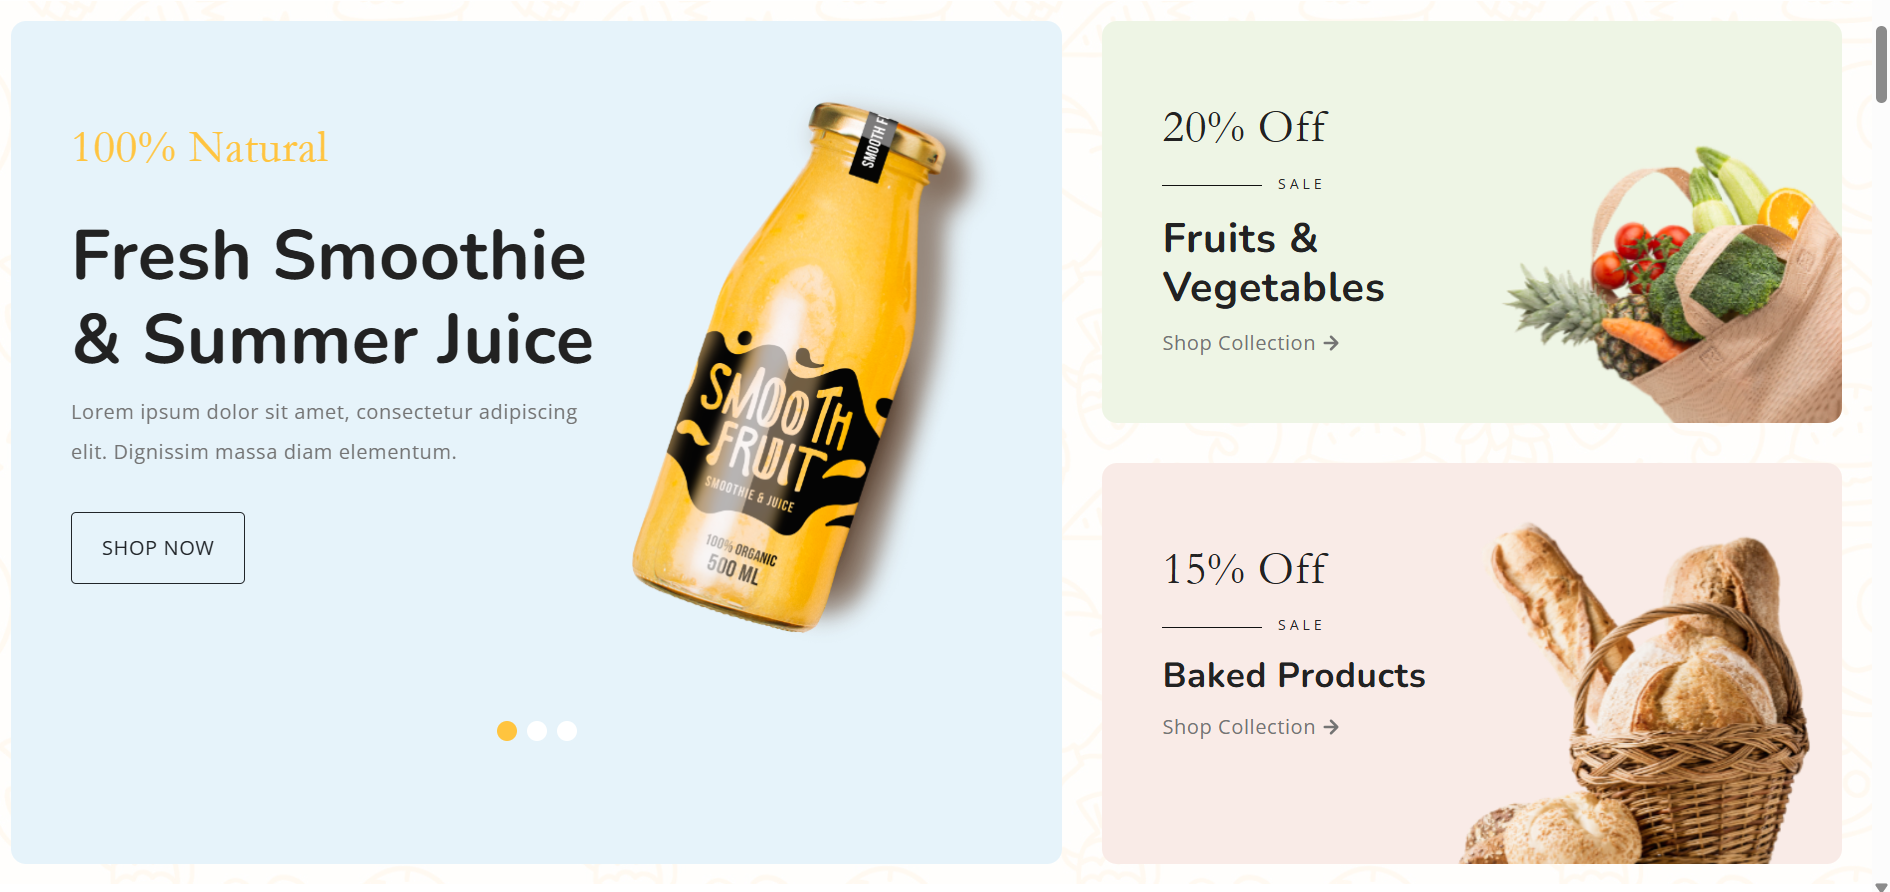 100% Natural
Fresh Smoothie
& Summer Juice
Lorem ipsum dolor sit amet, consectetur adipiscing
elit. Dignissim massa diam elementum.
SHOP NOW
SMOOTH F
SMOOTH
FRUIT
SMOOTHIE & JUICE
100% ORGANIC
500 ML
20% Off
SALE
Fruits &
Vegetables
Shop Collection →
15% Off
SALE
Baked Products
Shop Collection →